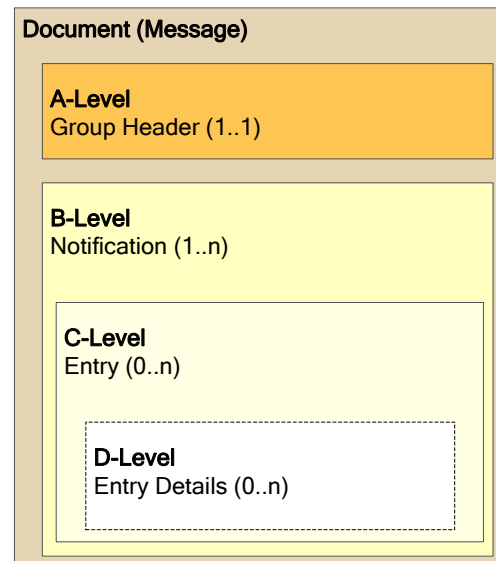 Document (Message)
A-Level
Group Header (1..1)
B-Level
Notification (1..n)
C-Level
Entry (0..n)
D-Level
Entry Details (0..n)